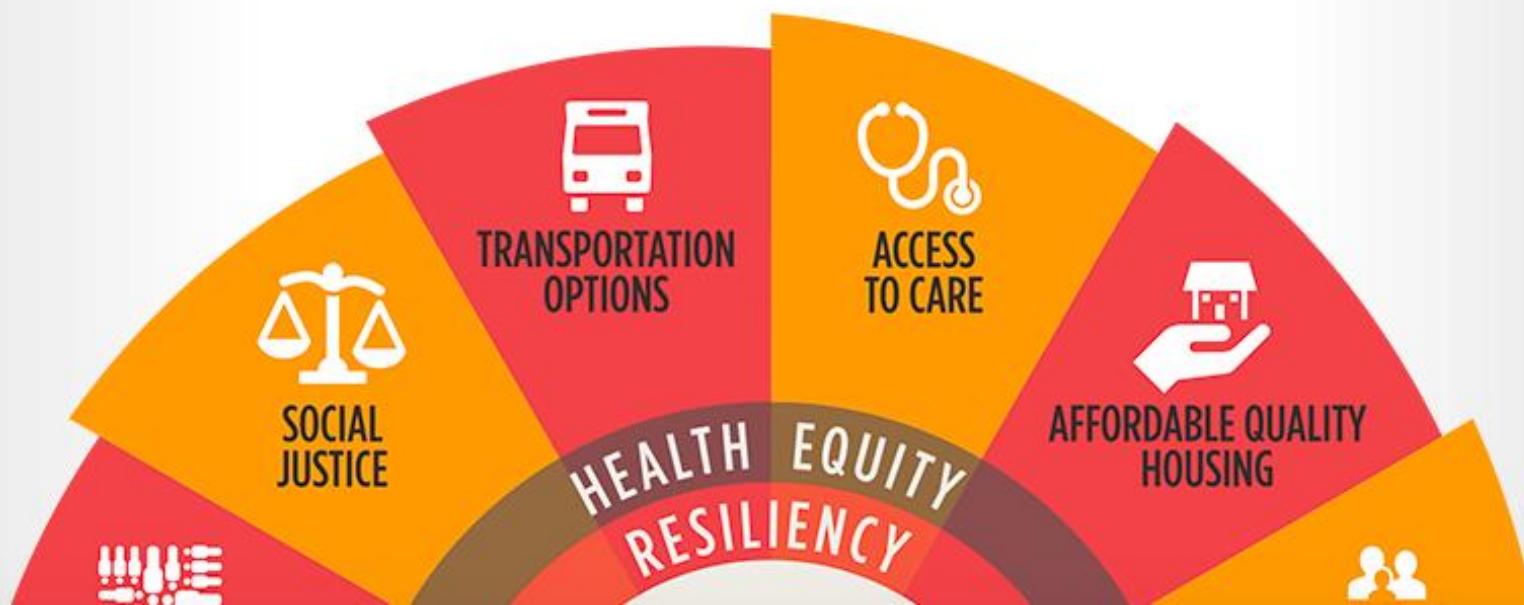 TRANSPORTATION
OPTIONS
ACCESS
TO CARE
SOCIAL
JUSTICE
AFFORDABLE QUALITY
HOUSING
HEALTH EQUITY
RESILIENCY